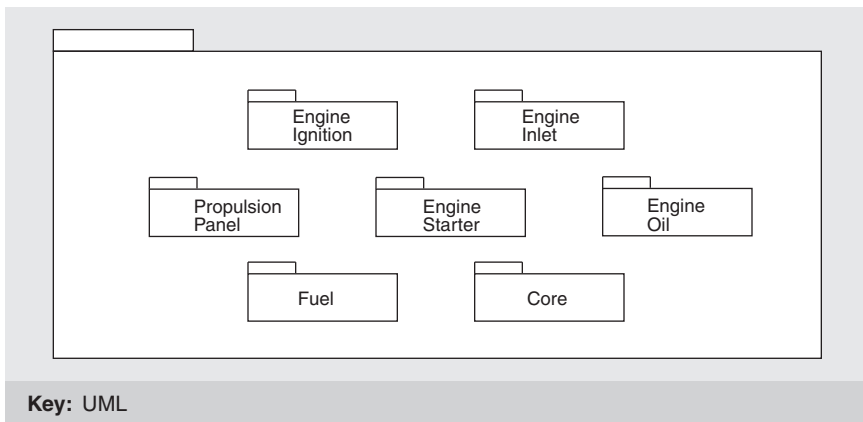 Engine
Ignition
Engine
Inlet
Propulsion
Panel
Engine
Starter
Engine
Oil
Fuel
Core
Key: UML